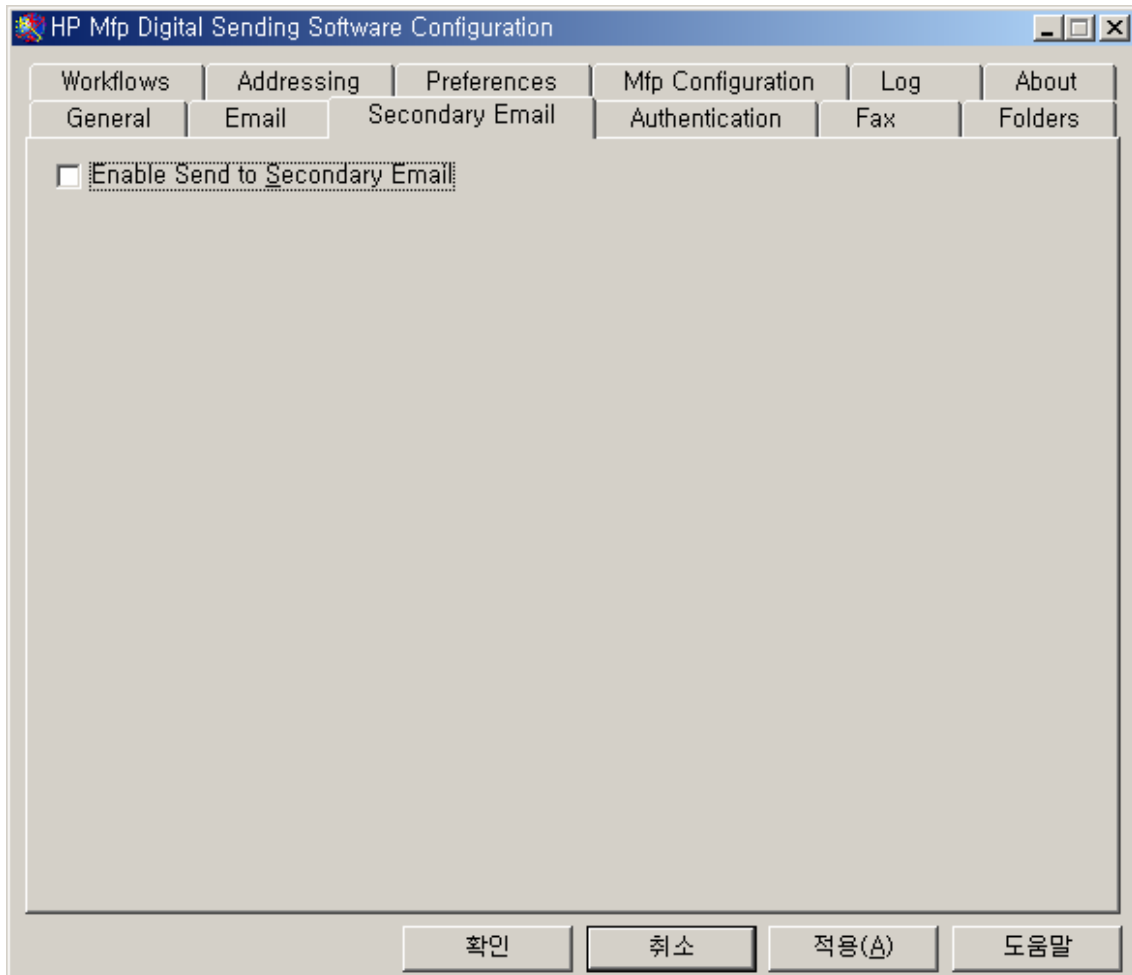 HP Mfp Digital Sending Software Configuration
Workflows Addressing Preferences Mfp Configuration Log About
General Email Secondary Email Authentication Fax Folders
Enable Send to Secondary Email
확인 취소 적용(A) 도움말